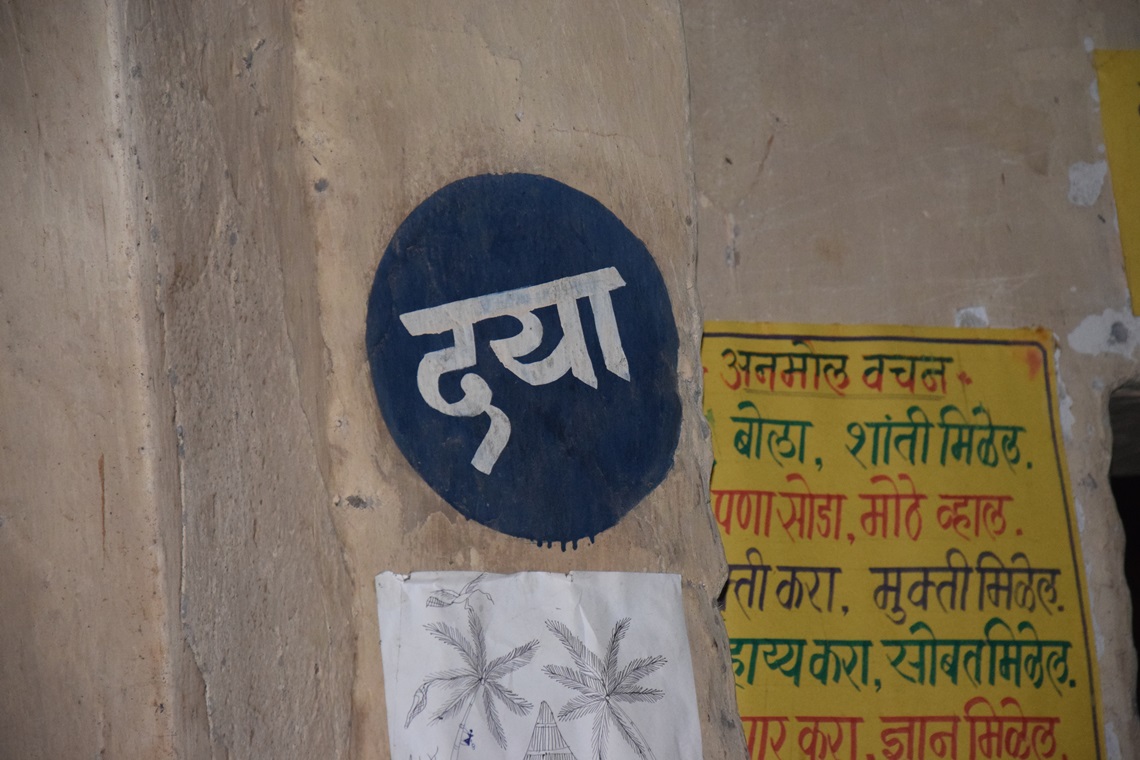 दया
अनमोल वचन
बोला, शांती मिळेल.
पणा सोडा, मोठे व्हाल.
ती करा, मुक्ती मिळेल.
हाय्य करा, सोबत मिळेल.
ार करा, ज्ञान मिळेल.